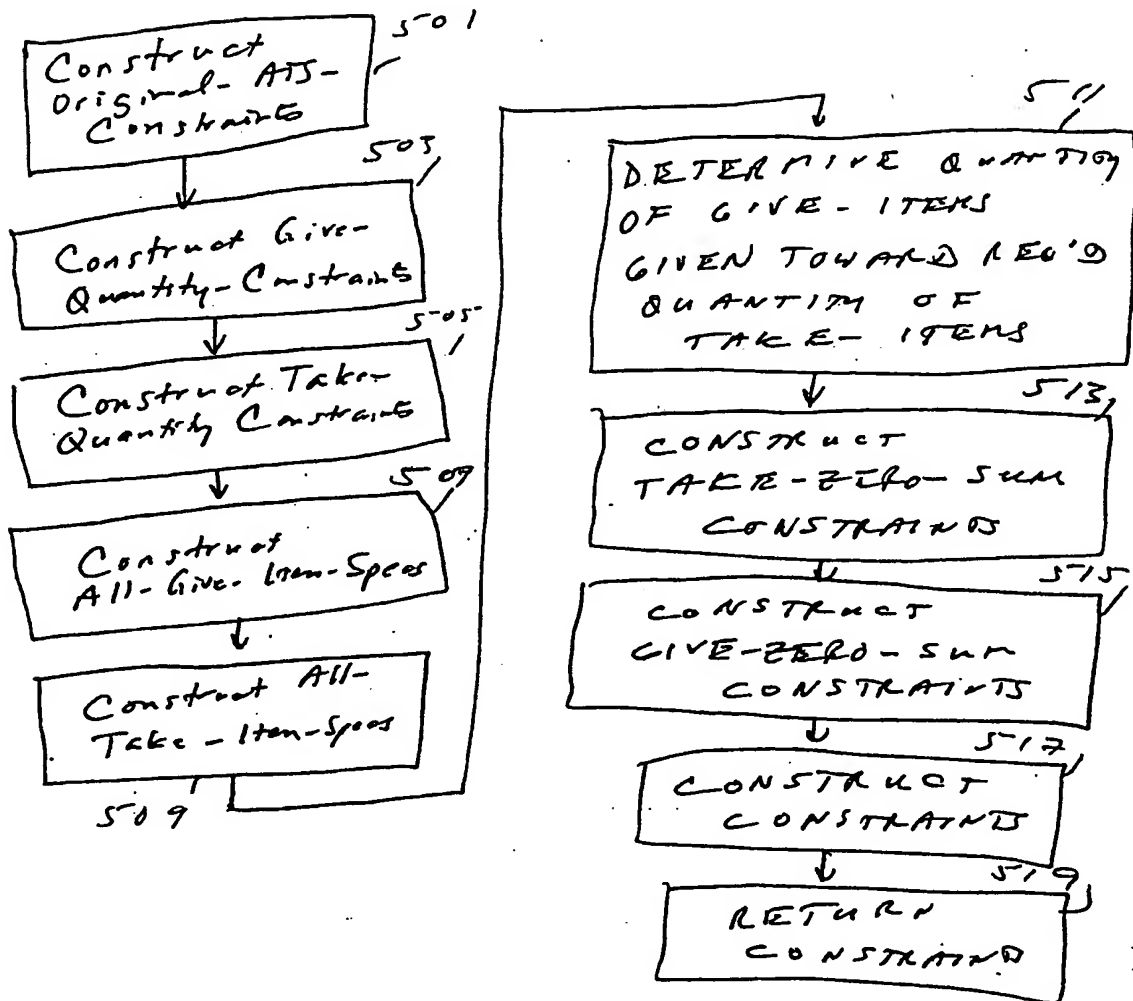 501
Construct
Original-ATS-
Constraints
503
Construct Give-
Quantity-Constraints
505
Construct Take-
Quantity Constraints
509
Construct
All-Give-Item-Specs
Construct All-
Take-Item-Specs
509
511
DETERMINE QUANTITY
OF GIVE-ITEMS
GIVEN TOWARD REQ'D
QUANTITY OF
TAKE-ITEMS
513
CONSTRUCT
TAKE-ZERO-SUM
CONSTRAINTS
515
CONSTRUCT
GIVE-ZERO-SUM
CONSTRAINTS
517
CONSTRUCT
CONSTRAINTS
519
RETURN
CONSTRAINTS